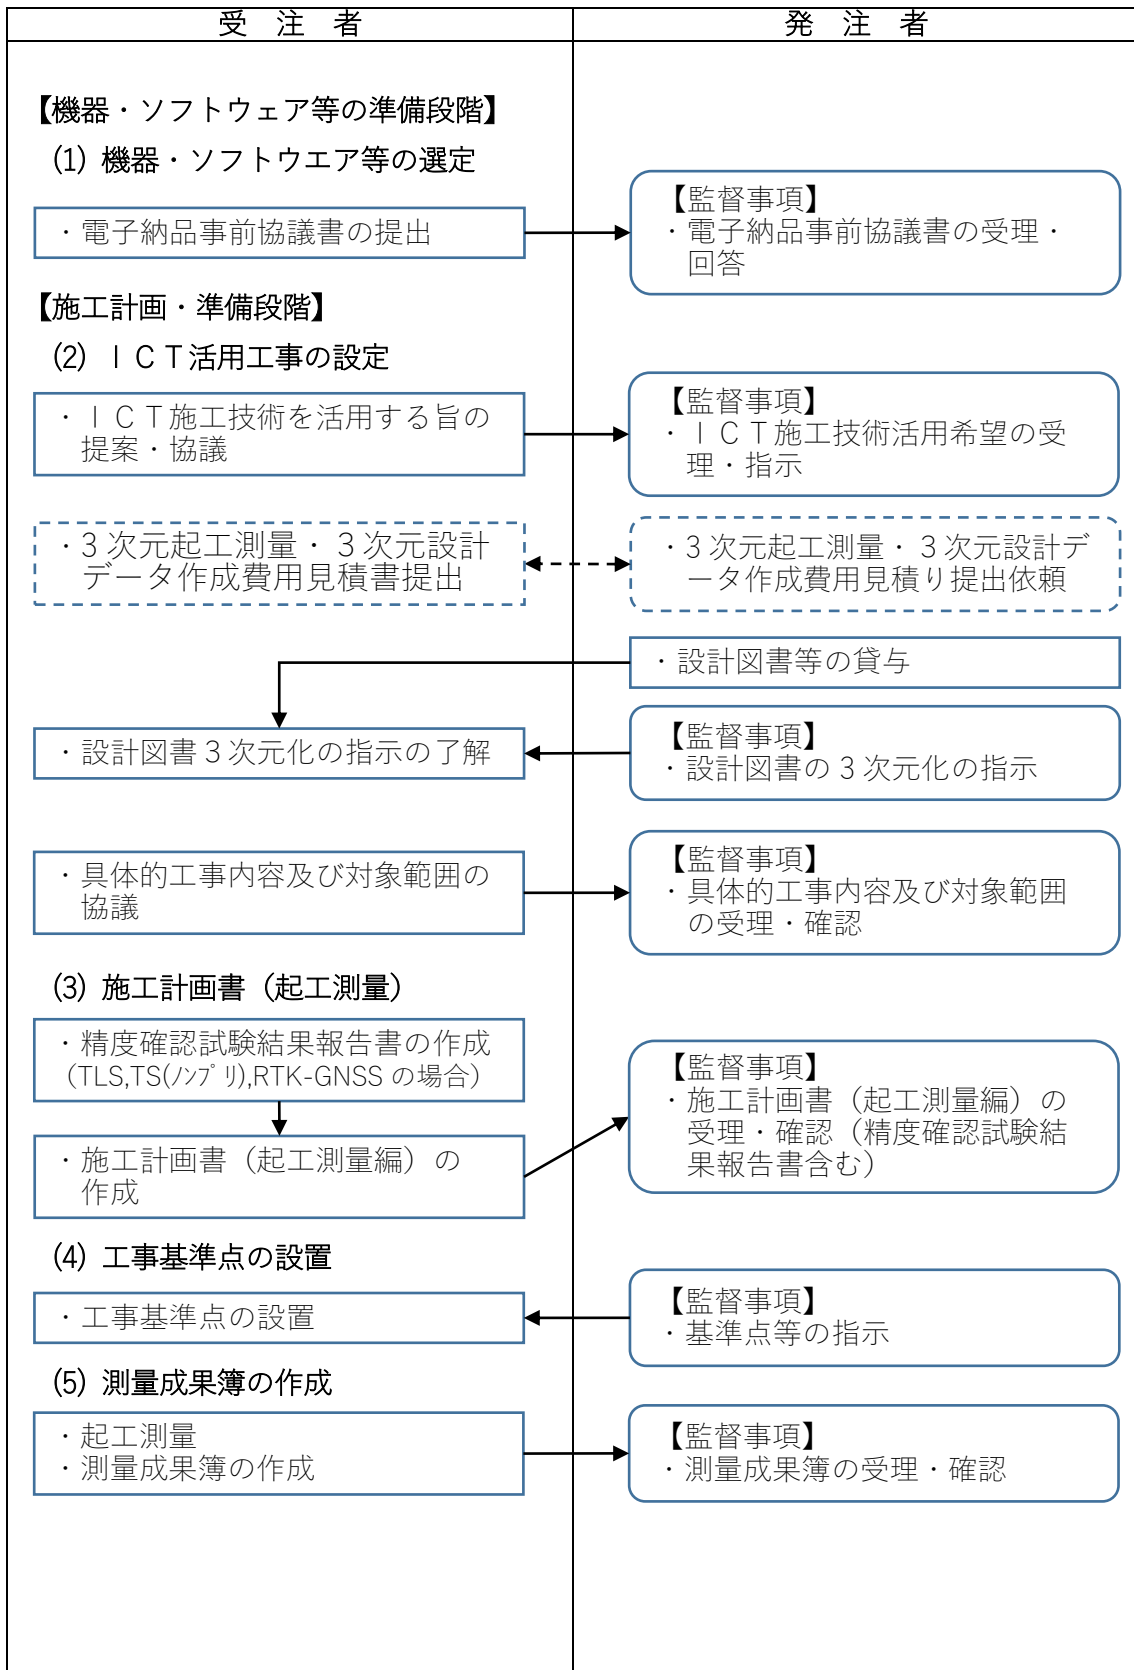 受　注　者
発　注　者
【機器・ソフトウェア等の準備段階】
(1) 機器・ソフトウエア等の選定
・電子納品事前協議書の提出
【監督事項】
・電子納品事前協議書の受理・
回答
【施工計画・準備段階】
(2) ＩＣＴ活用工事の設定
・ＩＣＴ施工技術を活用する旨の
提案・協議
【監督事項】
・ＩＣＴ施工技術活用希望の受
理・指示
・３次元起工測量・３次元設計
データ作成費用見積書提出
・３次元起工測量・３次元設計デ
ータ作成費用見積り提出依頼
・設計図書等の貸与
・設計図書３次元化の指示の了解
【監督事項】
・設計図書の３次元化の指示
・具体的工事内容及び対象範囲の
協議
【監督事項】
・具体的工事内容及び対象範囲
の受理・確認
(3) 施工計画書（起工測量）
・精度確認試験結果報告書の作成
（TLS,TS(ﾉﾝﾌﾟﾘ),RTK-GNSS の場合）
・施工計画書（起工測量編）の
作成
【監督事項】
・施工計画書（起工測量編）の
受理・確認（精度確認試験結
果報告書含む）
(4) 工事基準点の設置
・工事基準点の設置
【監督事項】
・基準点等の指示
(5) 測量成果簿の作成
・起工測量
・測量成果簿の作成
【監督事項】
・測量成果簿の受理・確認